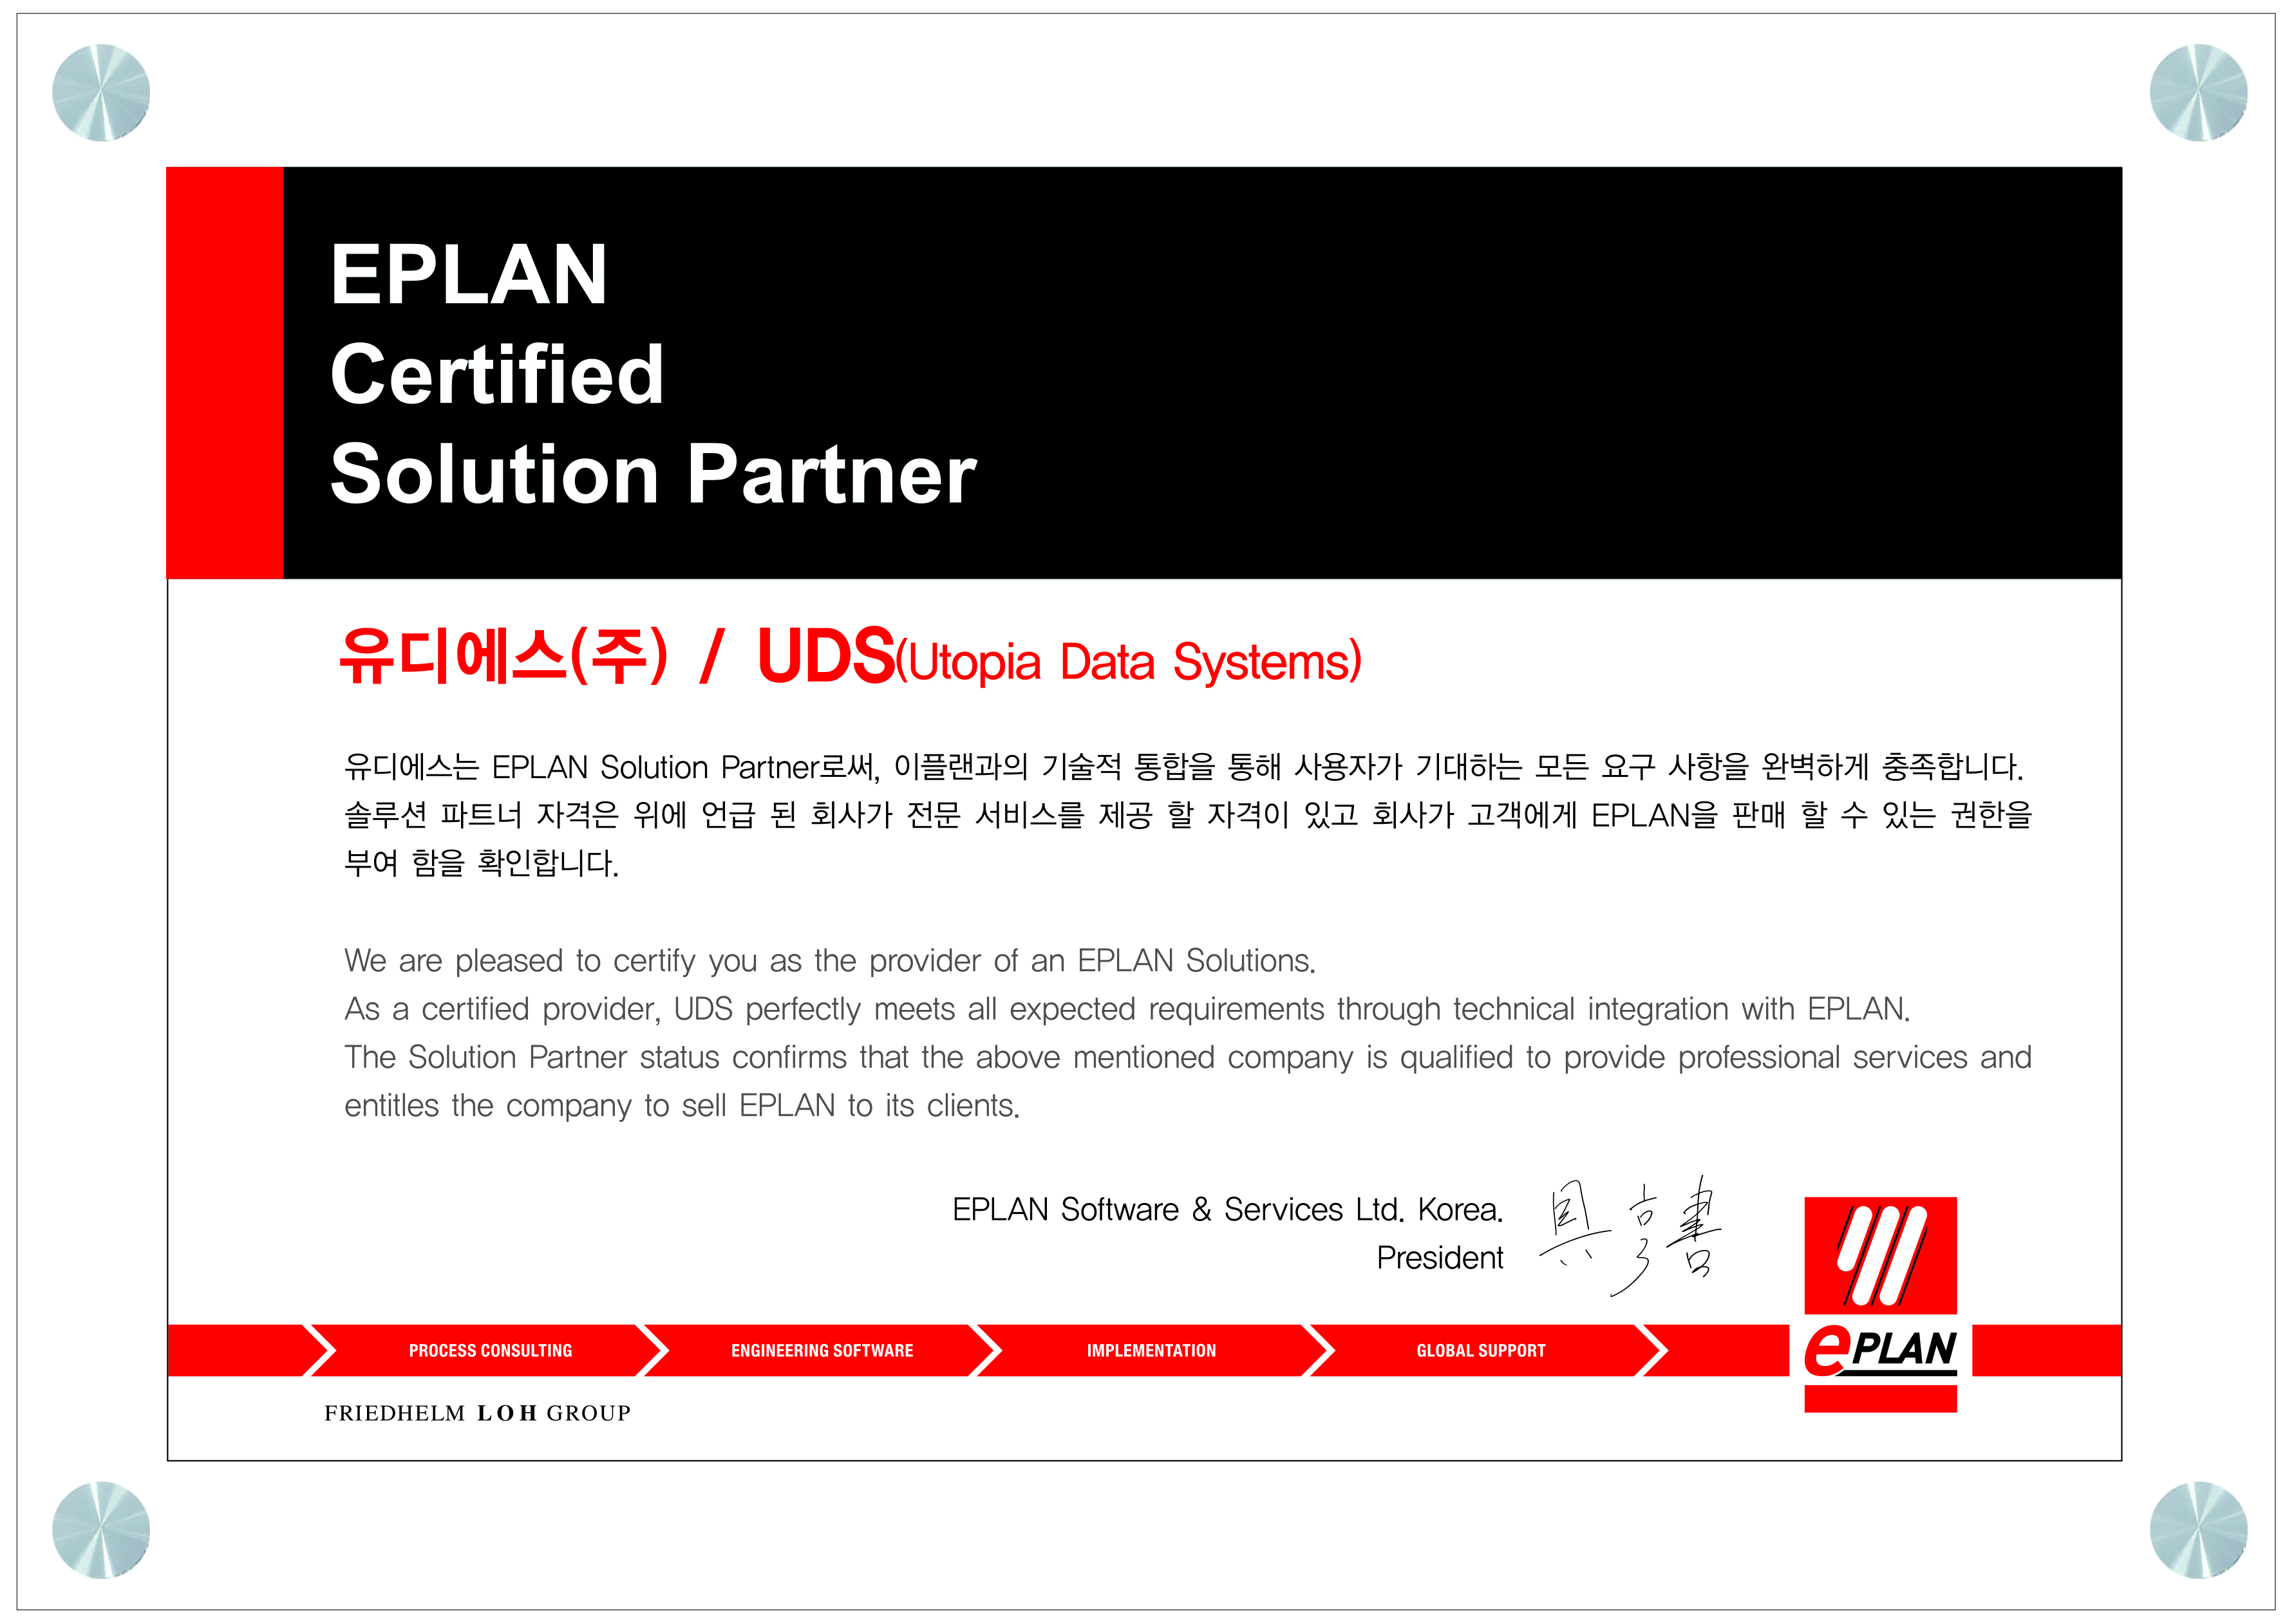 EPLAN
Certified
Solution Partner
유디에스(주) / UDS(Utopia Data Systems)
유디에스는 EPLAN Solution Partner로써, 이플랜과의 기술적 통합을 통해 사용자가 기대하는 모든 요구 사항을 완벽하게 충족합니다.
솔루션 파트너 자격은 위에 언급 된 회사가 전문 서비스를 제공 할 자격이 있고 회사가 고객에게 EPLAN을 판매 할 수 있는 권한을
부여 함을 확인합니다.
We are pleased to certify you as the provider of an EPLAN Solutions.
As a certified provider, UDS perfectly meets all expected requirements through technical integration with EPLAN.
The Solution Partner status confirms that the above mentioned company is qualified to provide professional services and
entitles the company to sell EPLAN to its clients.
EPLAN Software & Services Ltd. Korea.
President
PROCESS CONSULTING
ENGINEERING SOFTWARE
IMPLEMENTATION
GLOBAL SUPPORT
ePLAN
FRIEDHELM LOH GROUP